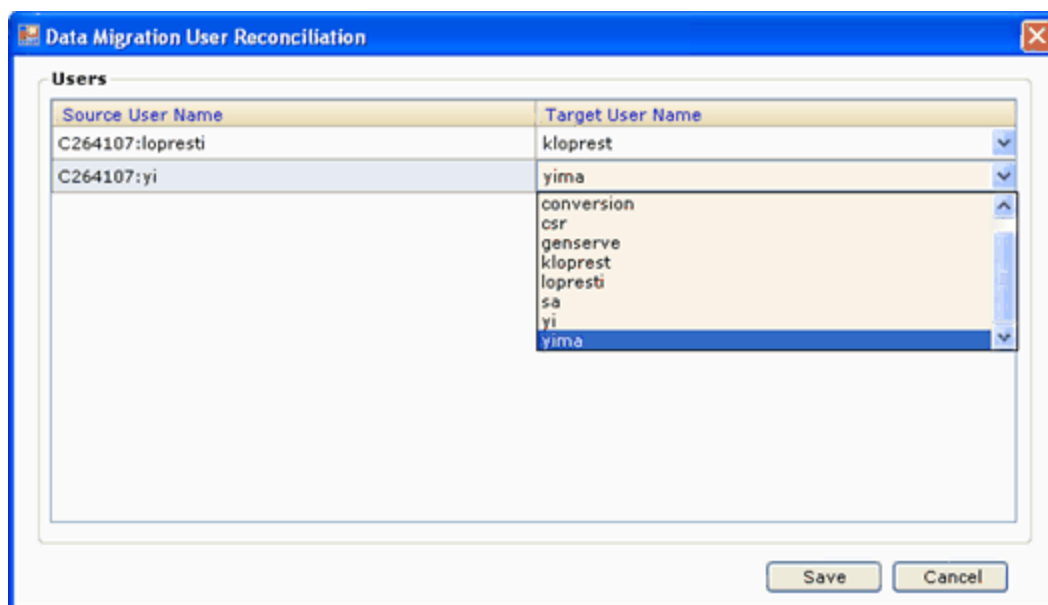 Data Migration User Reconciliation
Users
Source User Name Target User Name
C264107:lopresti kloprest
C264107:yi yima
conversion
csr
genserve
kloprest
lopresti
sa
yi
yima
Save Cancel